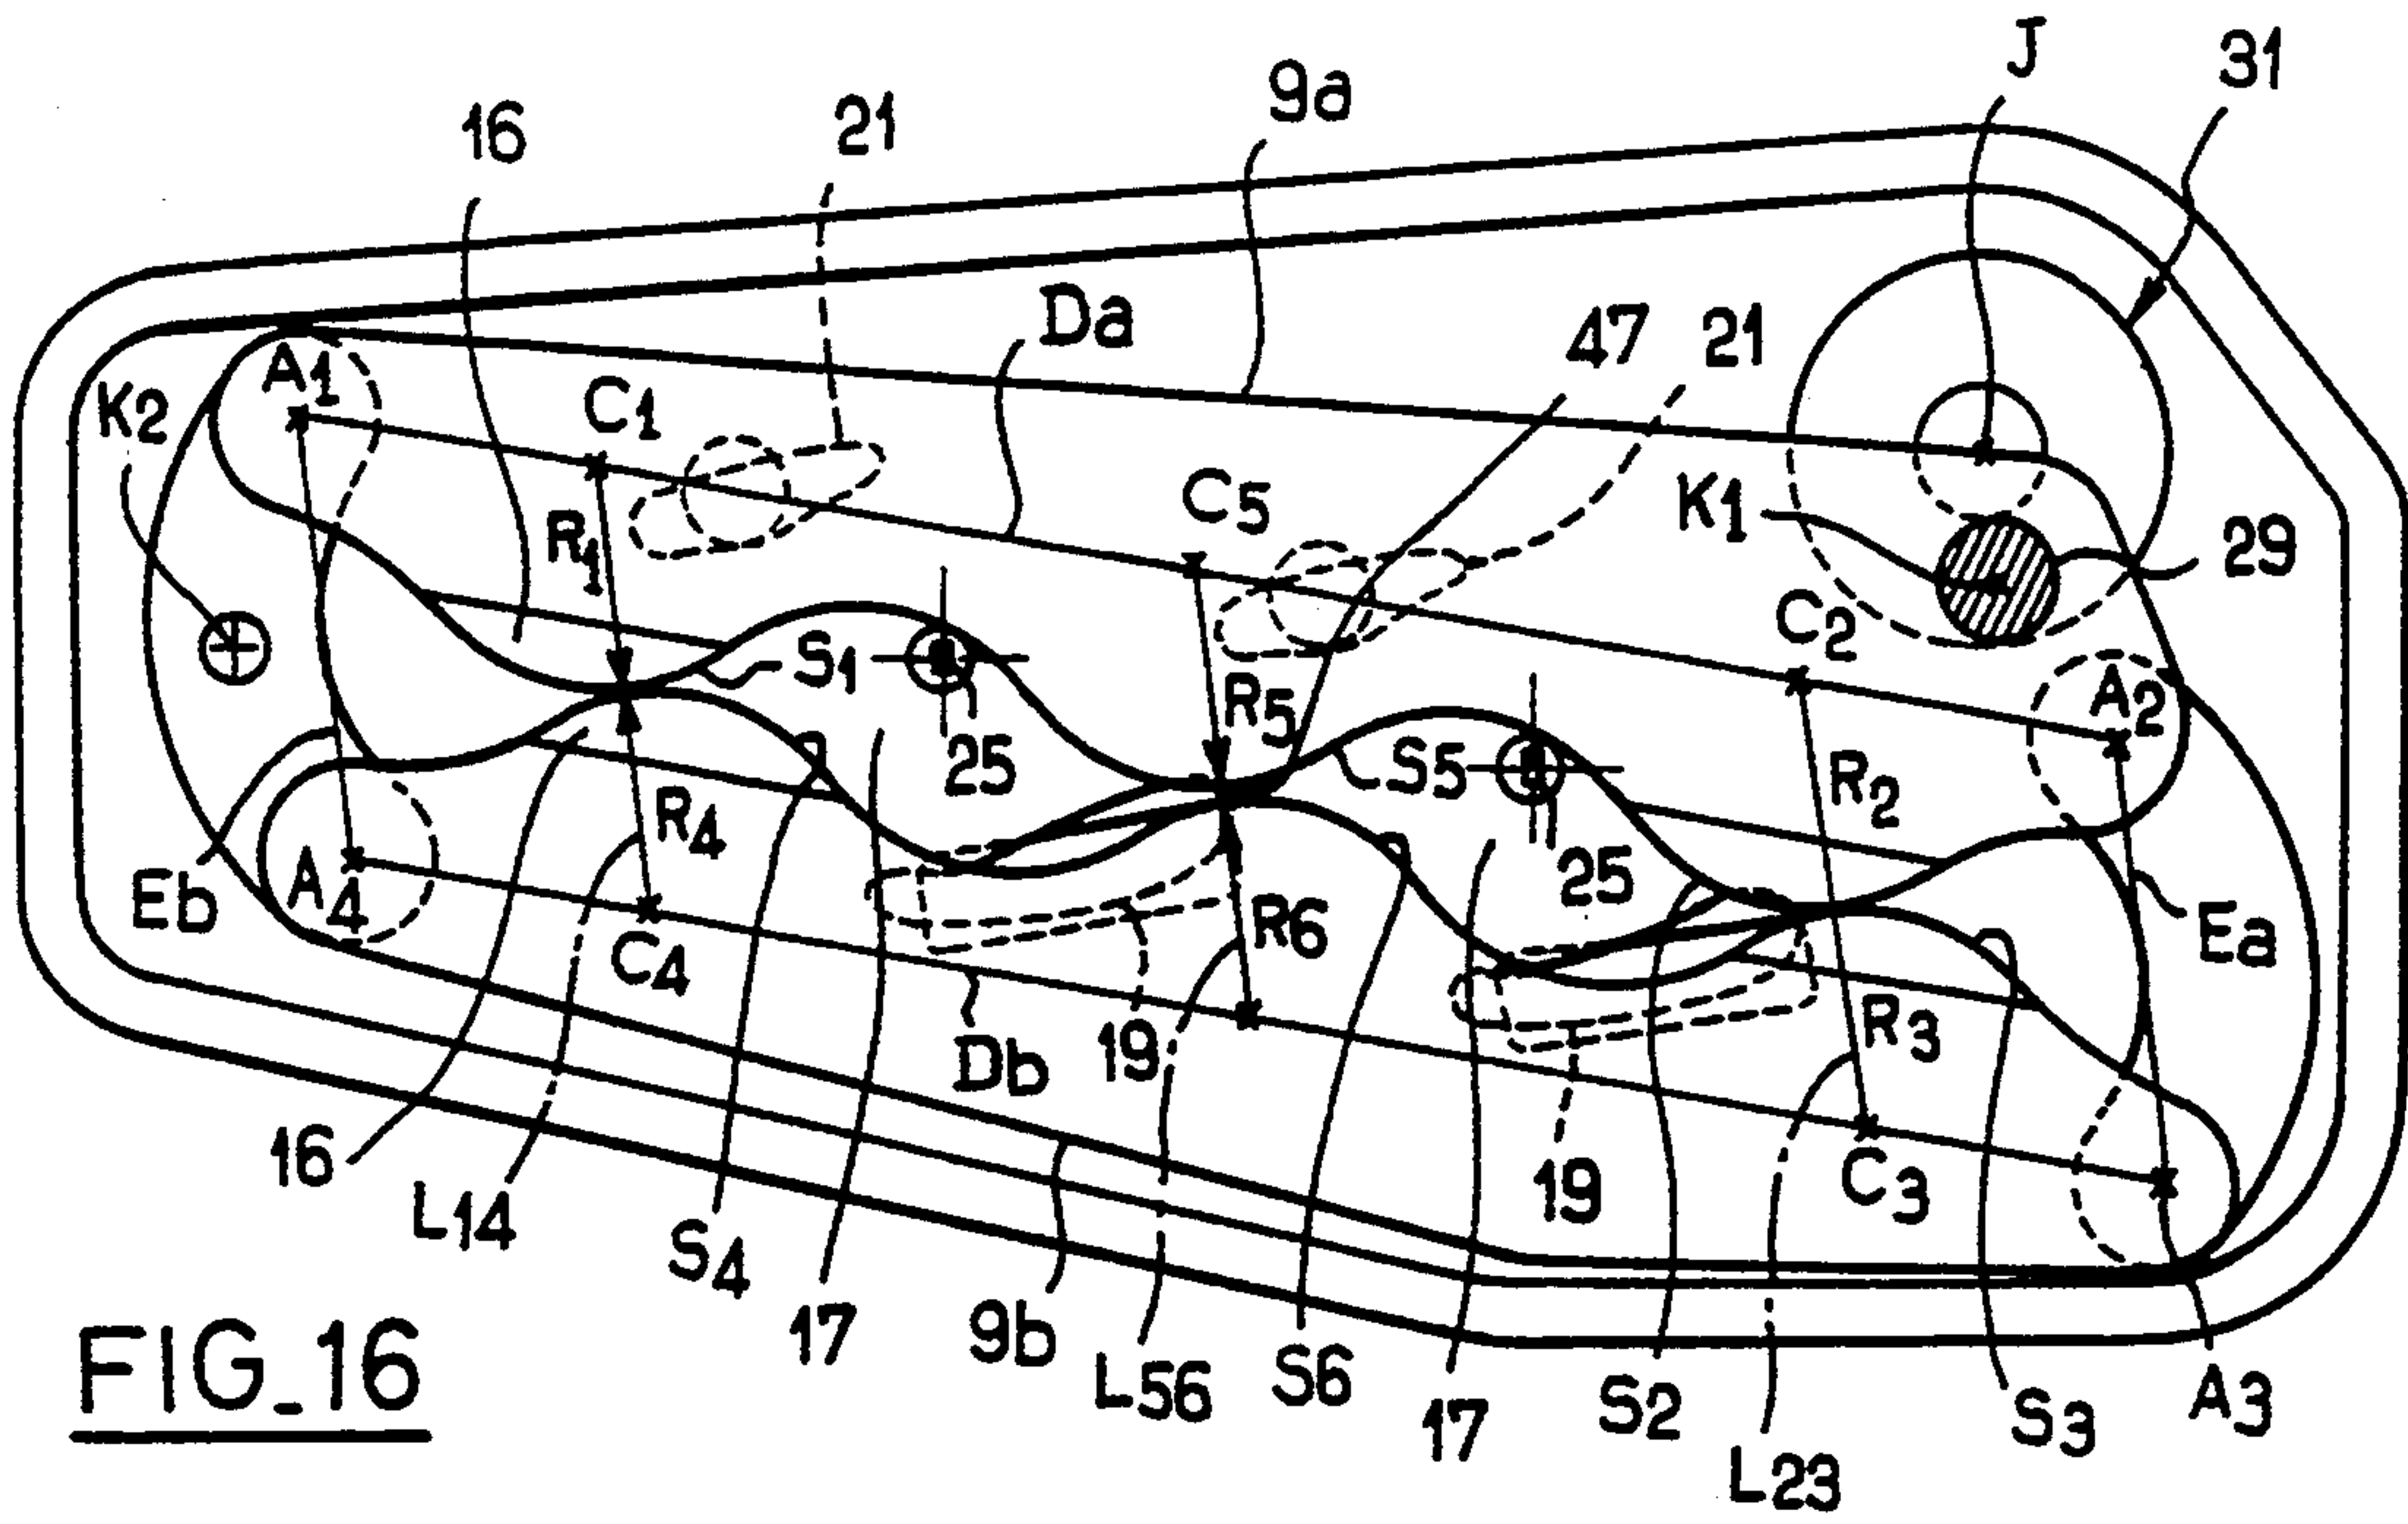 J
31
9a
21
16
Da
47
21
A1
C1
K2
C5
K1
29
R1
C2
S1
A2
R5
25
S5
R2
R4
25
Eb
A4
R6
Ea
C4
R3
19
Db
16
19
C3
L14
S4
17
9b
L56
S6
17
S2
S3
A3
L23
FIG_16